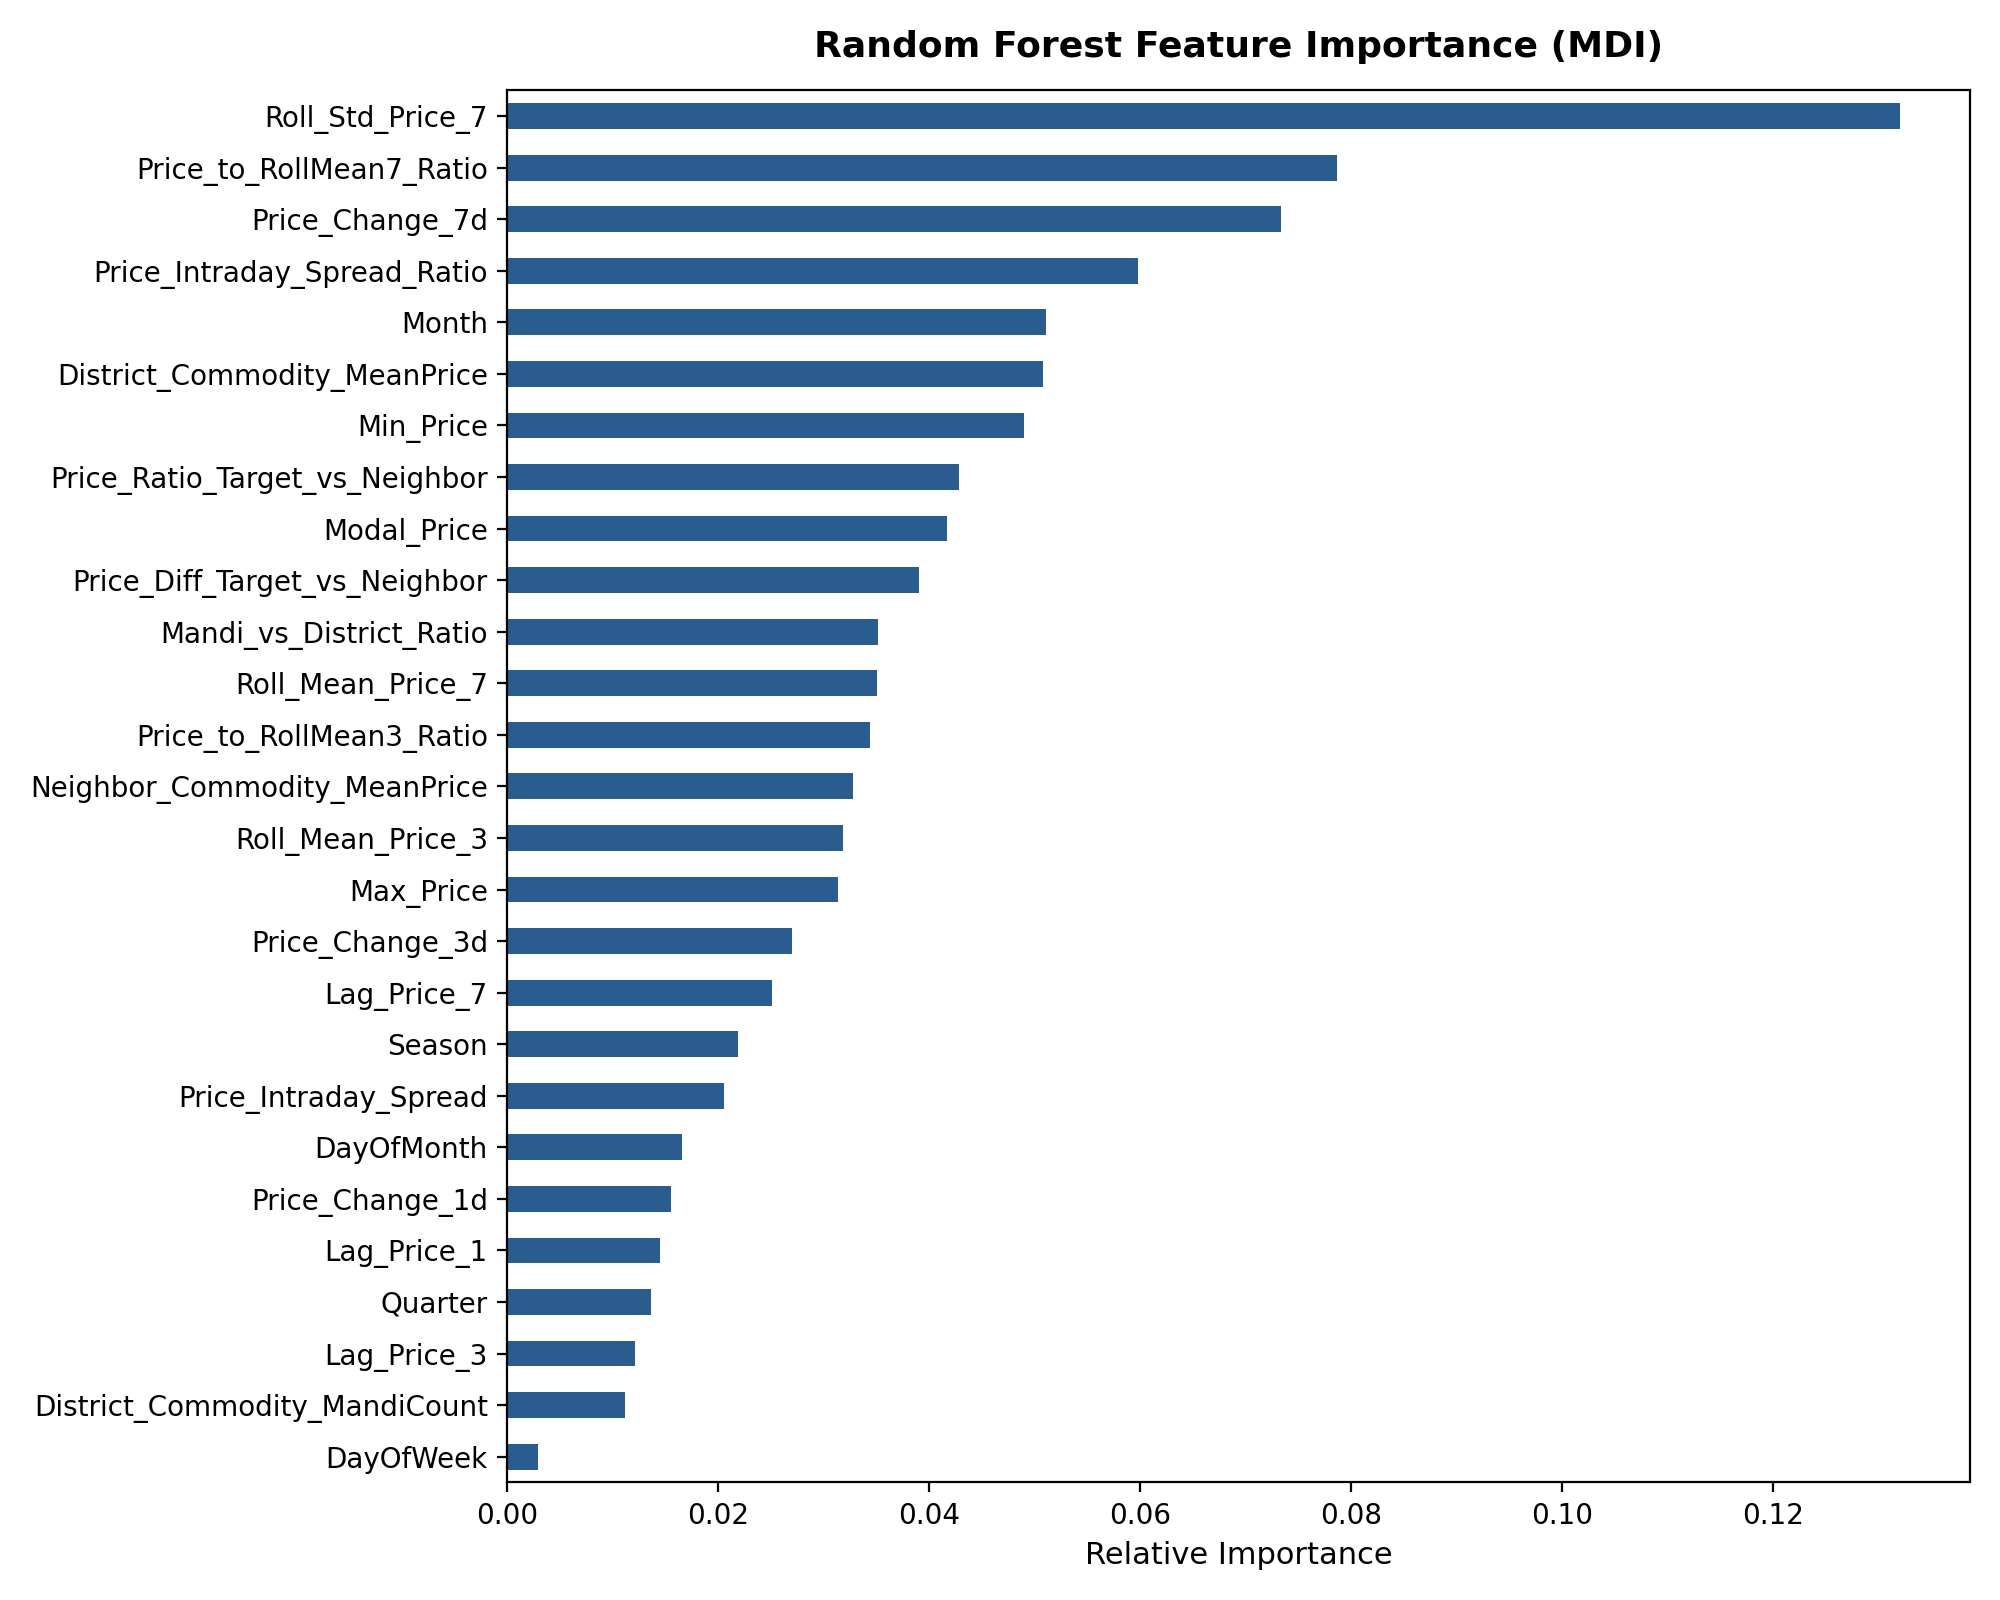 Random Forest Feature Importance (MDI)
Roll_Std_Price_7
Price_to_RollMean7_Ratio
Price_Change_7d
Price_Intraday_Spread_Ratio
Month
District_Commodity_MeanPrice
Min_Price
Price_Ratio_Target_vs_Neighbor
Modal_Price
Price_Diff_Target_vs_Neighbor
Mandi_vs_District_Ratio
Roll_Mean_Price_7
Price_to_RollMean3_Ratio
Neighbor_Commodity_MeanPrice
Roll_Mean_Price_3
Max_Price
Price_Change_3d
Lag_Price_7
Season
Price_Intraday_Spread
DayOfMonth
Price_Change_1d
Lag_Price_1
Quarter
Lag_Price_3
District_Commodity_MandiCount
DayOfWeek
0.00 0.02 0.04 0.06 0.08 0.10 0.12
Relative Importance